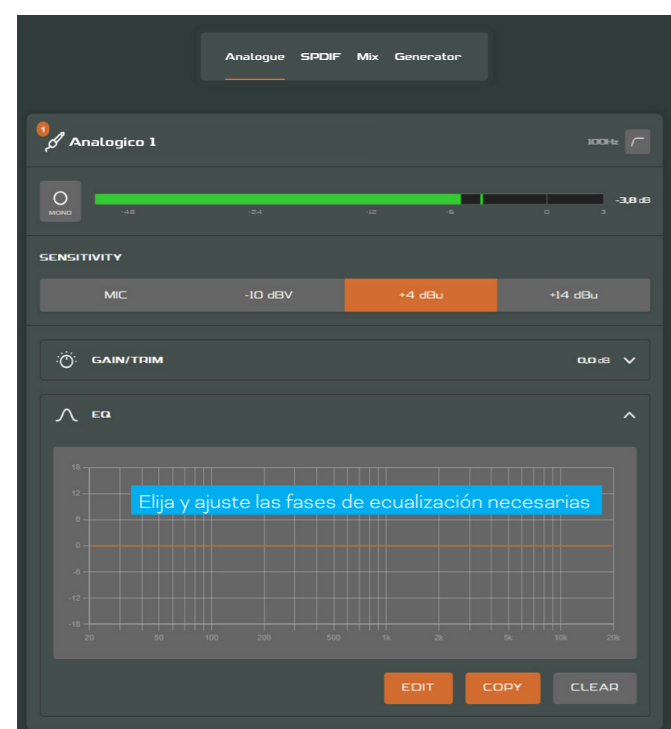 Analogue SPDIF Mix Generator
1
Analogico 1
100Hz
MONO
-48 -24 -12 -6 0 3
-3,8 dB
SENSITIVITY
MIC -10 dBV +4 dBu +14 dBu
GAIN/TRIM 0,0 dB
EQ
18
12
Elija y ajuste las fases de ecualización necesarias
6
0
-6
-12
-18
20 50 100 200 500 1k 2k 5k 10k 20k
EDIT COPY CLEAR